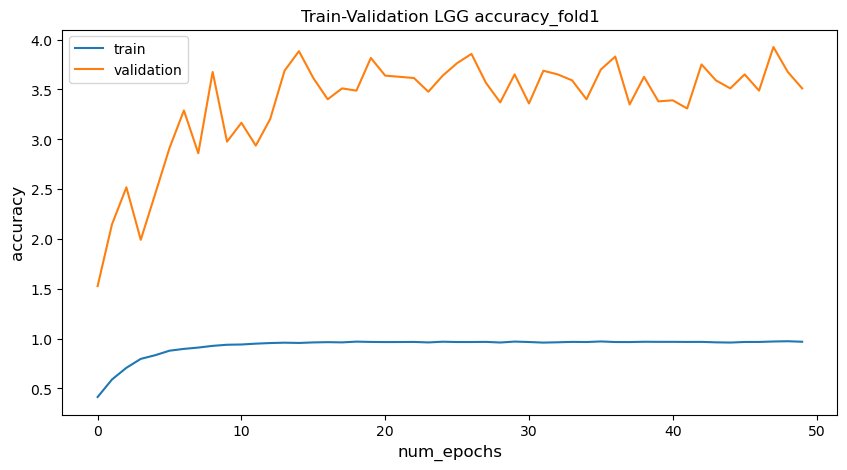 Train-Validation LGG accuracy_fold1
train
validation
accuracy
4.0
3.5
3.0
2.5
2.0
1.5
1.0
0.5
0 10 20 30 40 50
num_epochs